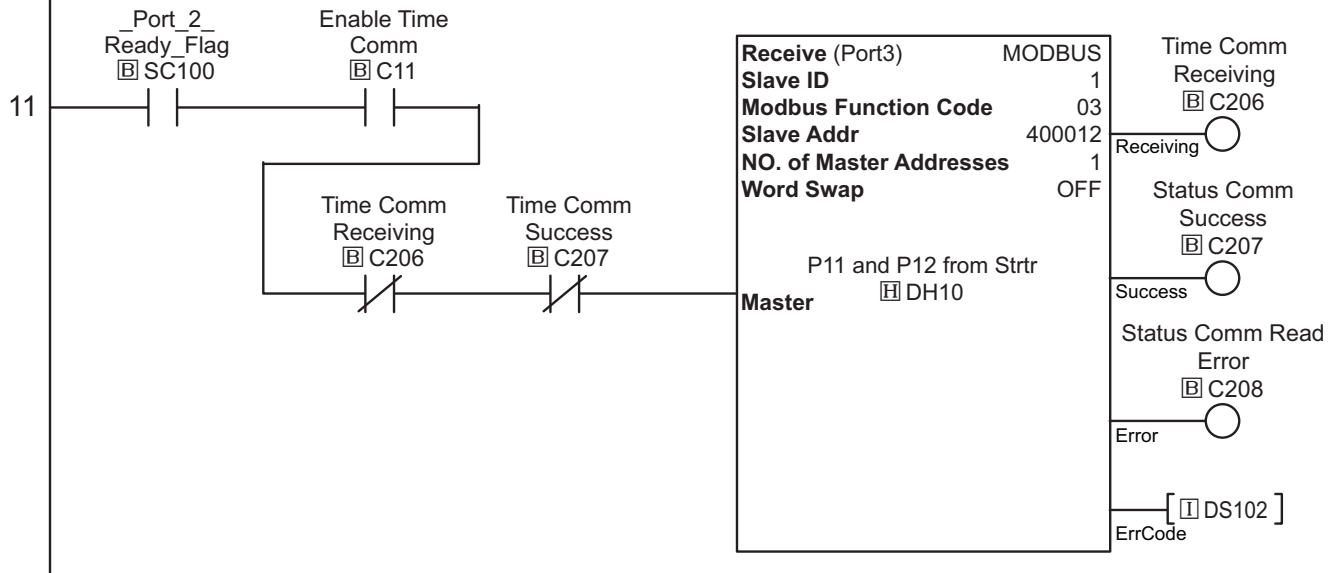 _Port_2_
Ready_Flag
B SC100
Enable Time
Comm
B C11
11
Time Comm
Receiving
B C206
Time Comm
Success
B C207
Receive (Port3) MODBUS
Slave ID 1
Modbus Function Code 03
Slave Addr 400012
NO. of Master Addresses 1
Word Swap OFF
P11 and P12 from Strtr
H DH10
Master
Time Comm
Receiving
B C206
Receiving
Status Comm
Success
B C207
Success
Status Comm Read
Error
B C208
Error
I DS102
ErrCode